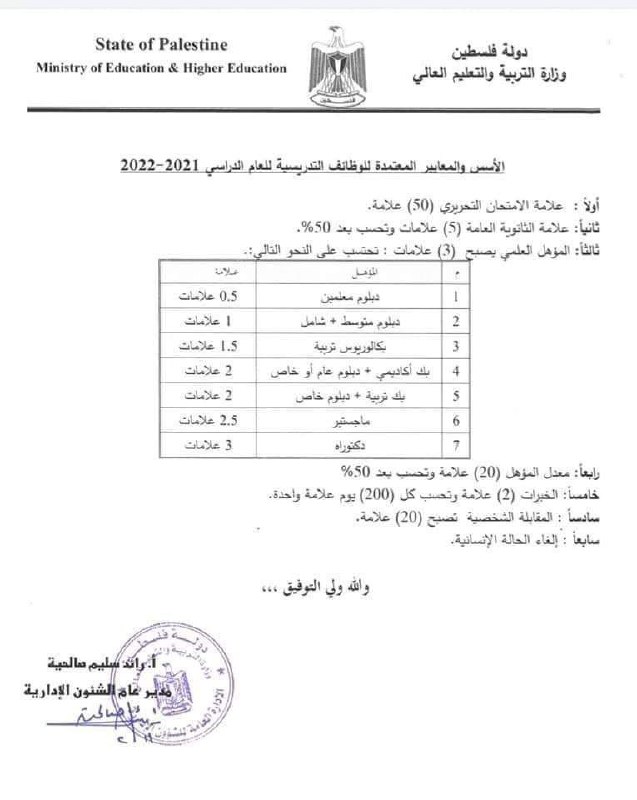 State of Palestine
Ministry of Education & Higher Education
دولة فلسطين
وزارة التربية والتعليم العالي
فلسطين
الأسس والمعايير المعتمدة للوظائف التدريسية للعام الدراسي 2021-2022
أولاً : علامة الامتحان التحريري (50) علامة.
ثانياً: علامة الثانوية العامة (5) علامات وتحسب بعد 50%.
ثالثاً: المؤهل العلمي يصبح (3) علامات : تحتسب على النحو التالي:.
م المؤهل علامة
1 دبلوم معلمين 0.5 علامات
2 دبلوم متوسط + شامل 1 علامات
3 بكالوريوس تربية 1.5 علامات
4 بك أكاديمي + دبلوم عام أو خاص 2 علامات
5 بك تربية + دبلوم خاص 2 علامات
6 ماجستير 2.5 علامات
7 دكتوراه 3 علامات
رابعاً: معدل المؤهل (20) علامة وتحسب بعد 50%
خامساً: الخبرات (2) علامة وتحسب كل (200) يوم علامة واحدة.
سادساً : المقابلة الشخصية تصبح (20) علامة.
سابعاً : إلغاء الحالة الإنسانية.
والله ولي التوفيق ،،،
أ. رائد سليم صالحية
مدير عام الشئون الإدارية
دولة فلسطين